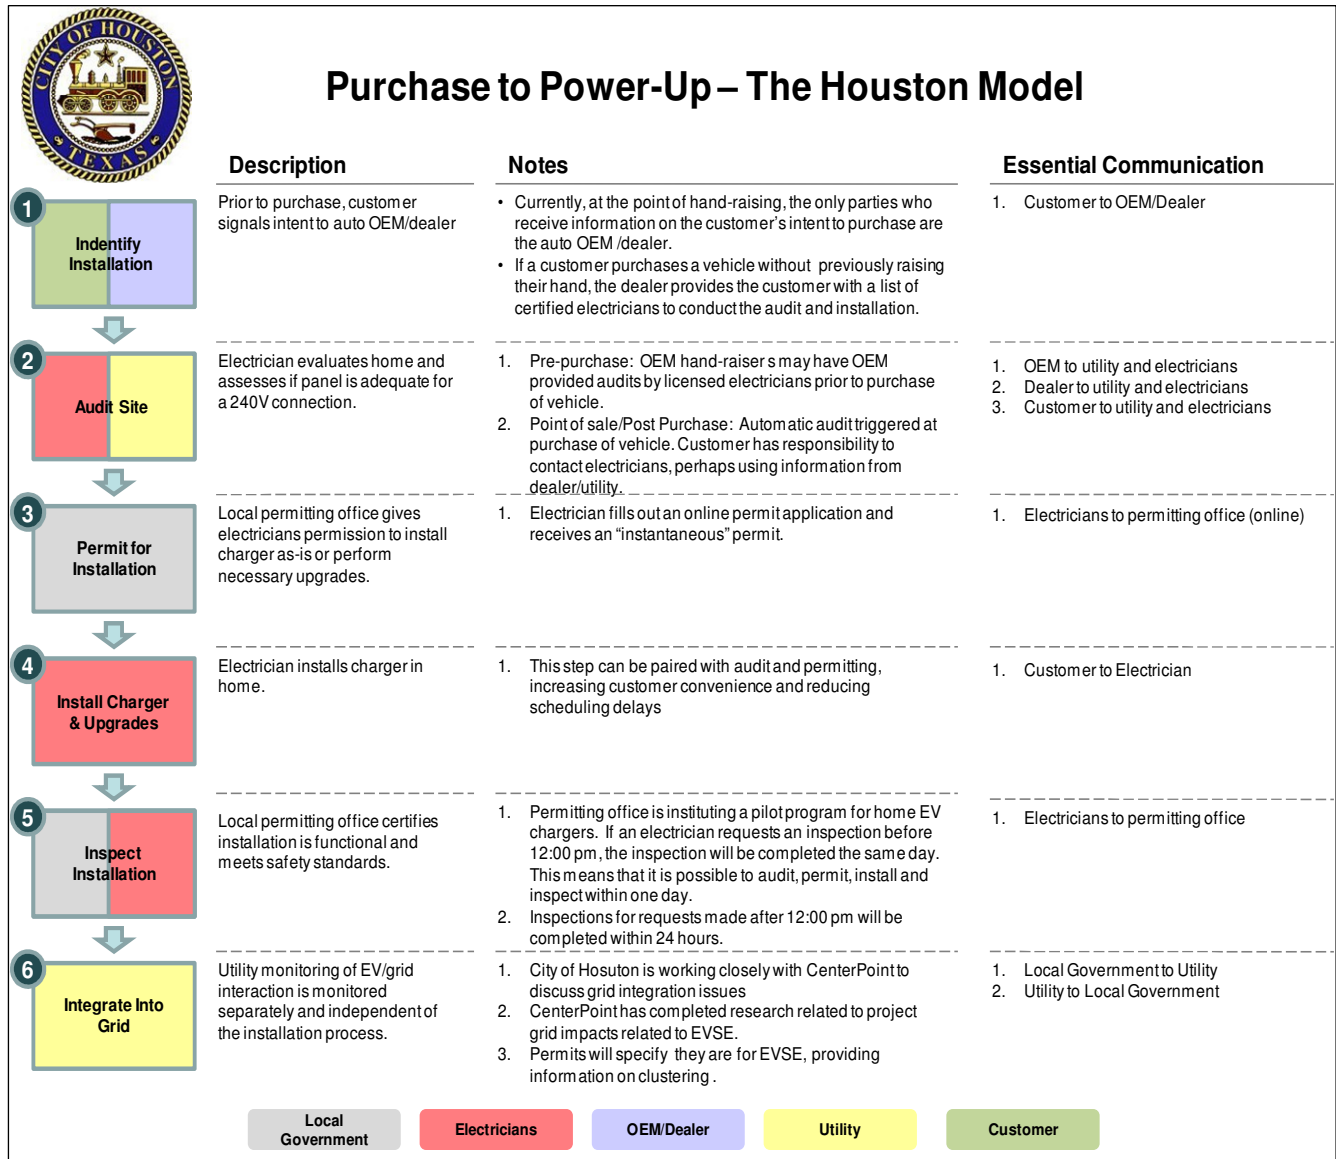 CITY OF HOUSTON
TEXAS
Purchase to Power-Up – The Houston Model
Description
Notes
Essential Communication
1
Indentify
Installation
Prior to purchase, customer
signals intent to auto OEM/dealer
• Currently, at the point of hand-raising, the only parties who
receive information on the customer's intent to purchase are
the auto OEM /dealer.
• If a customer purchases a vehicle without previously raising
their hand, the dealer provides the customer with a list of
certified electricians to conduct the audit and installation.
1. Customer to OEM/Dealer
2
Audit Site
Electrician evaluates home and
assesses if panel is adequate for
a 240V connection.
1. Pre-purchase: OEM hand-raiser s may have OEM
provided audits by licensed electricians prior to purchase
of vehicle.
2. Point of sale/Post Purchase: Automatic audit triggered at
purchase of vehicle. Customer has responsibility to
contact electricians, perhaps using information from
dealer/utility.
1. OEM to utility and electricians
2. Dealer to utility and electricians
3. Customer to utility and electricians
3
Permit for
Installation
Local permitting office gives
electricians permission to install
charger as-is or perform
necessary upgrades.
1. Electrician fills out an online permit application and
receives an “instantaneous” permit.
1. Electricians to permitting office (online)
4
Install Charger
& Upgrades
Electrician installs charger in
home.
1. This step can be paired with audit and permitting,
increasing customer convenience and reducing
scheduling delays
1. Customer to Electrician
5
Inspect
Installation
Local permitting office certifies
installation is functional and
meets safety standards.
1. Permitting office is instituting a pilot program for home EV
chargers. If an electrician requests an inspection before
12:00 pm, the inspection will be completed the same day.
This means that it is possible to audit, permit, install and
inspect within one day.
2. Inspections for requests made after 12:00 pm will be
completed within 24 hours.
1. Electricians to permitting office
6
Integrate Into
Grid
Utility monitoring of EV/grid
interaction is monitored
separately and independent of
the installation process.
1. City of Hosuton is working closely with CenterPoint to
discuss grid integration issues
2. CenterPoint has completed research related to project
grid impacts related to EVSE.
3. Permits will specify they are for EVSE, providing
information on clustering .
1. Local Government to Utility
2. Utility to Local Government
Local
Government
Electricians
OEM/Dealer
Utility
Customer